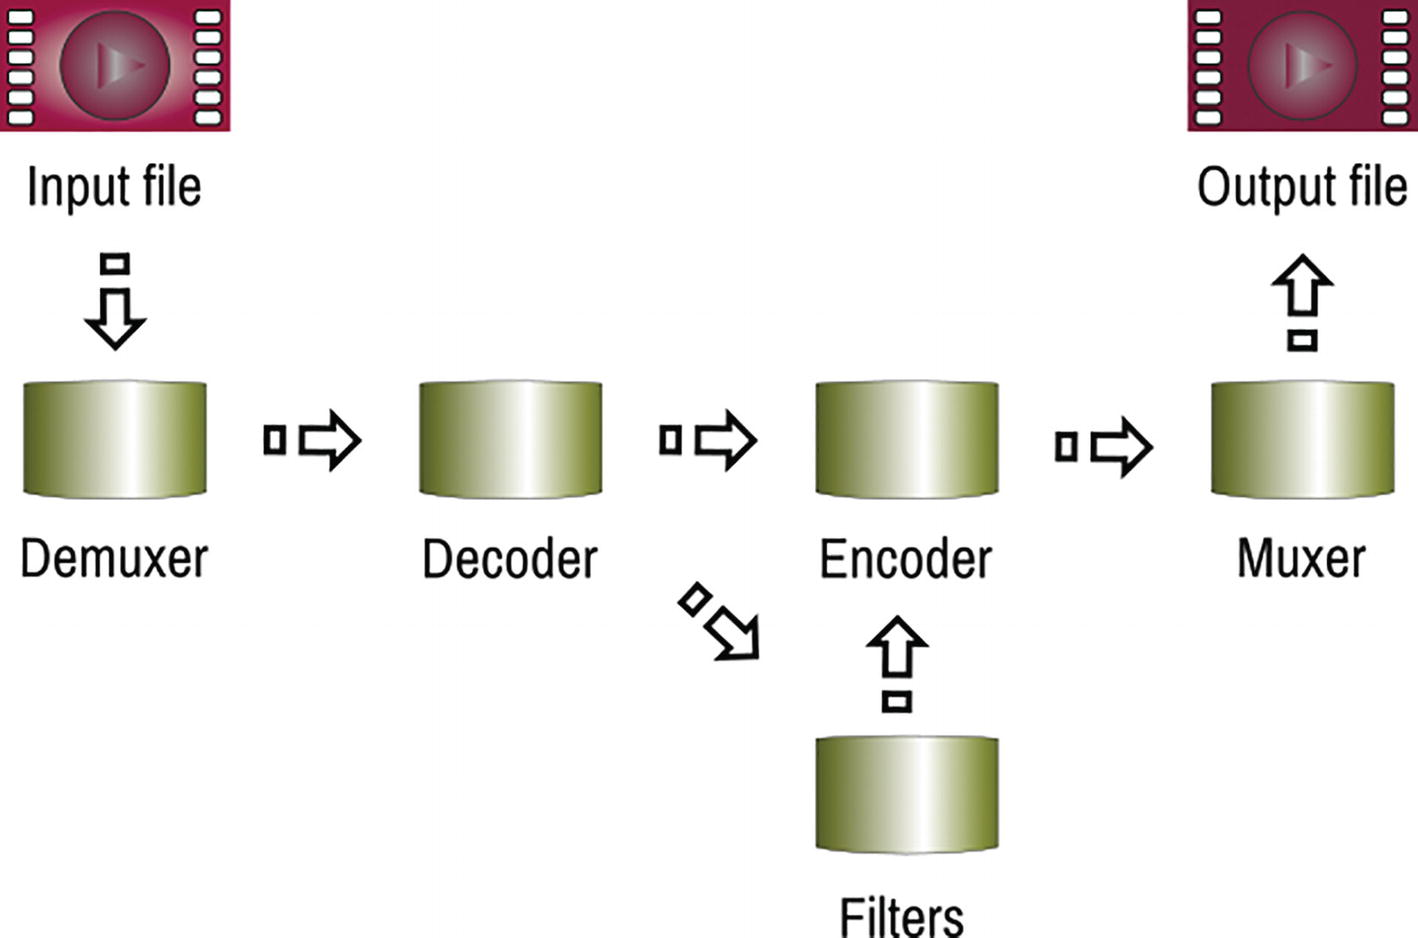 Input file
Output file
Demuxer
Decoder
Encoder
Muxer
Filters